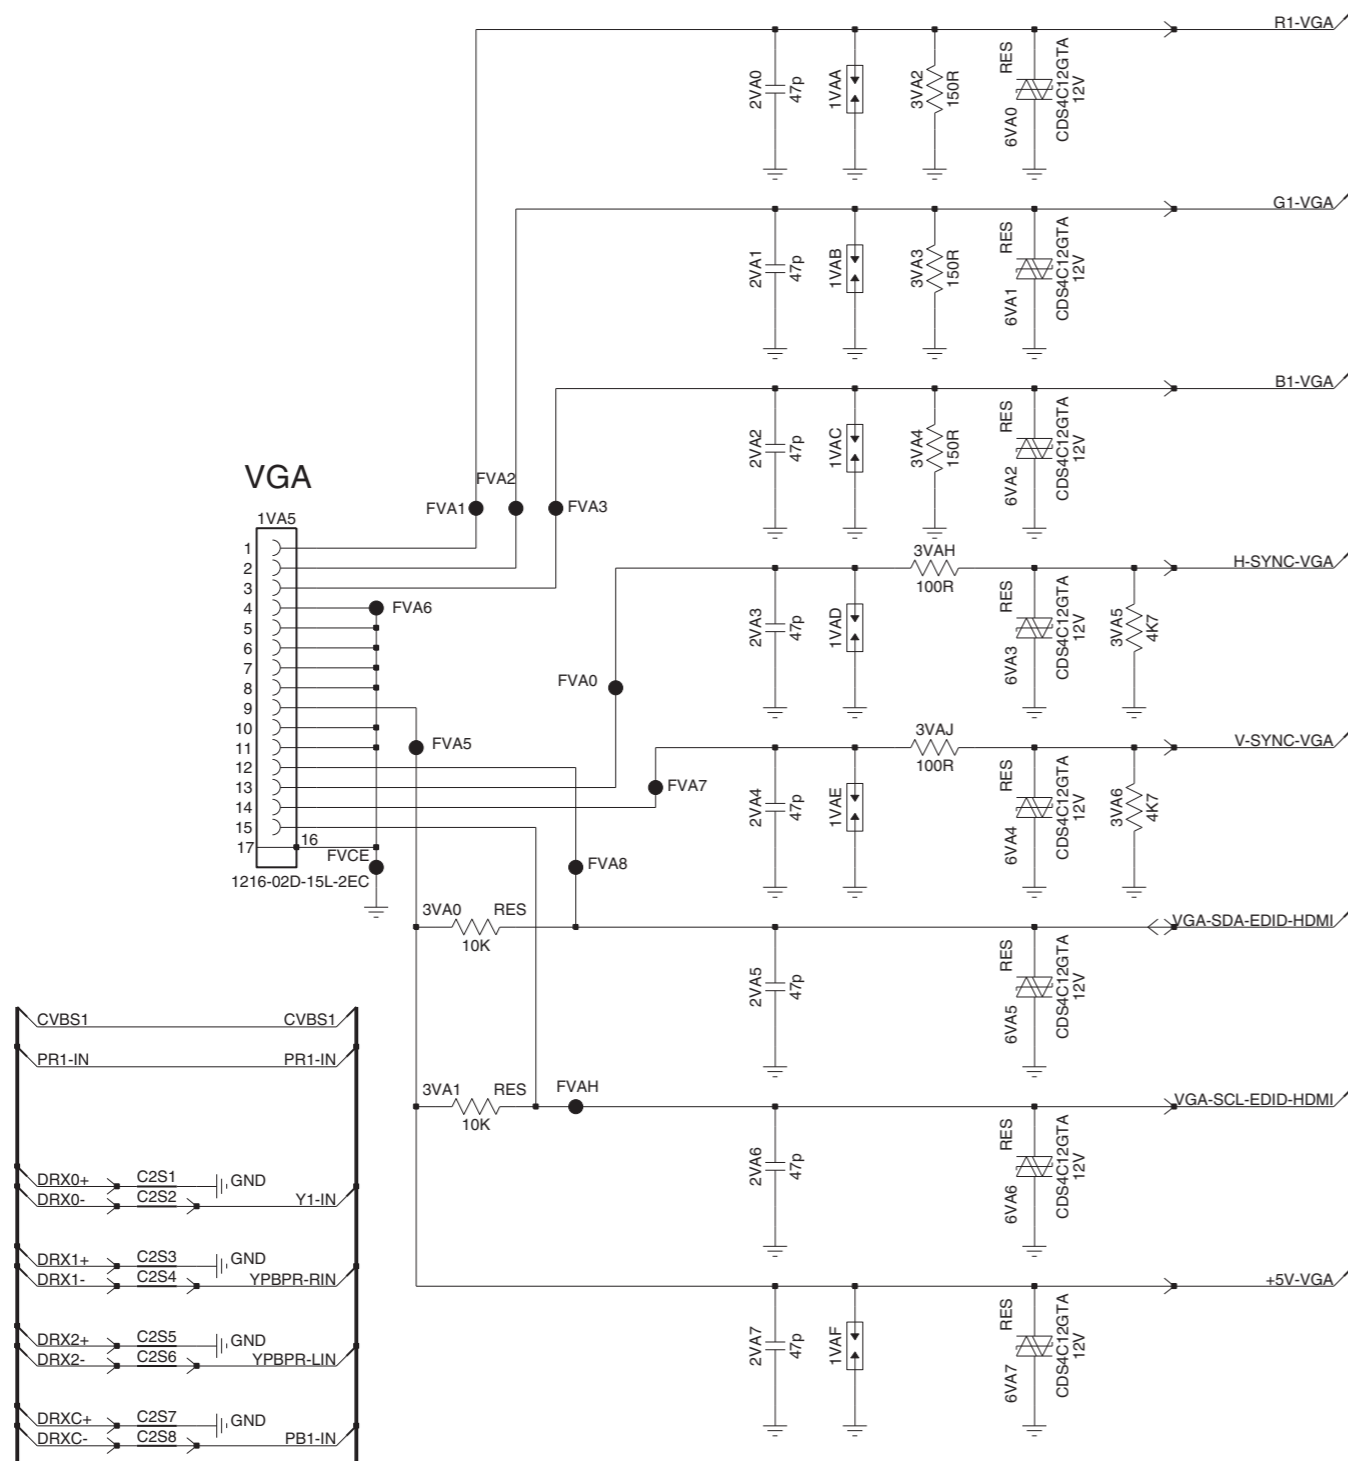 R1-VGA
2VA0
47p
1VAA
3VA2
150R
RES
6VA0
CDS4C12GTA
12V
G1-VGA
2VA1
47p
1VAB
3VA3
150R
RES
6VA1
CDS4C12GTA
12V
B1-VGA
2VA2
47p
1VAC
3VA4
150R
RES
6VA2
CDS4C12GTA
12V
VGA
FVA2
FVA1
FVA3
1VA5
1
2
3
4
5
6
7
8
9
10
11
12
13
14
15
17
16
FVA6
FVA5
FVA0
FVA7
FVCE
FVA8
1216-02D-15L-2EC
3VAH
100R
H-SYNC-VGA
2VA3
47p
1VAD
RES
6VA3
CDS4C12GTA
12V
3VA5
4K7
3VAJ
100R
V-SYNC-VGA
2VA4
47p
1VAE
RES
6VA4
CDS4C12GTA
12V
3VA6
4K7
3VA0
RES
10K
VGA-SDA-EDID-HDMI
2VA5
47p
RES
6VA5
CDS4C12GTA
12V
3VA1
RES
10K
FVAH
VGA-SCL-EDID-HDMI
2VA6
47p
RES
6VA6
CDS4C12GTA
12V
+5V-VGA
2VA7
47p
1VAF
RES
6VA7
CDS4C12GTA
12V
CVBS1 CVBS1
PR1-IN PR1-IN
DRX0+ C2S1 GND
DRX0- C2S2 Y1-IN
DRX1+ C2S3 GND
DRX1- C2S4 YPBPR-RIN
DRX2+ C2S5 GND
DRX2- C2S6 YPBPR-LIN
DRXC+ C2S7 GND
DRXC- C2S8 PB1-IN